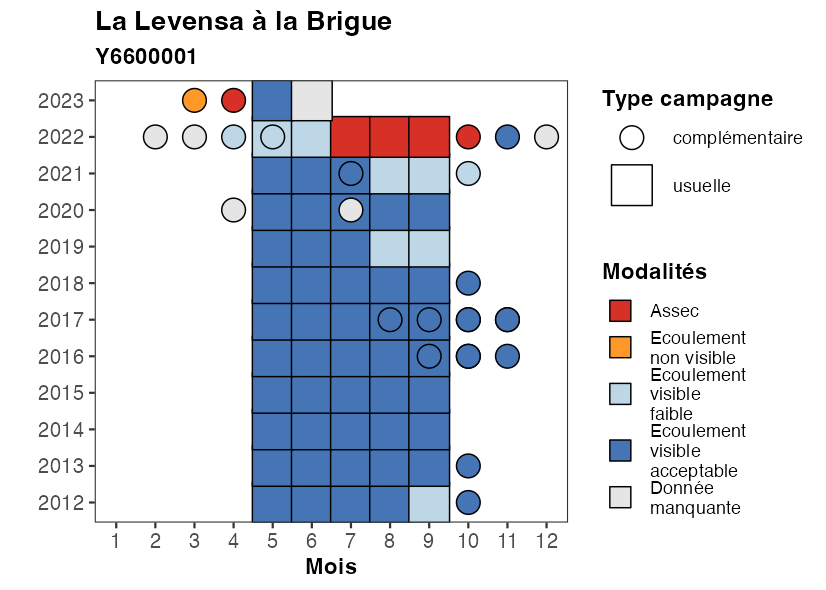 La Levensa à la Brigue
Y6600001
2023
2022
2021
2020
2019
2018
2017
2016
2015
2014
2013
2012
1 2 3 4 5 6 7 8 9 10 11 12
Mois
Type campagne
complémentaire
usuelle
Modalités
Assec
Ecoulement
non visible
Ecoulement
visible
faible
Ecoulement
visible
acceptable
Donnée
manquante